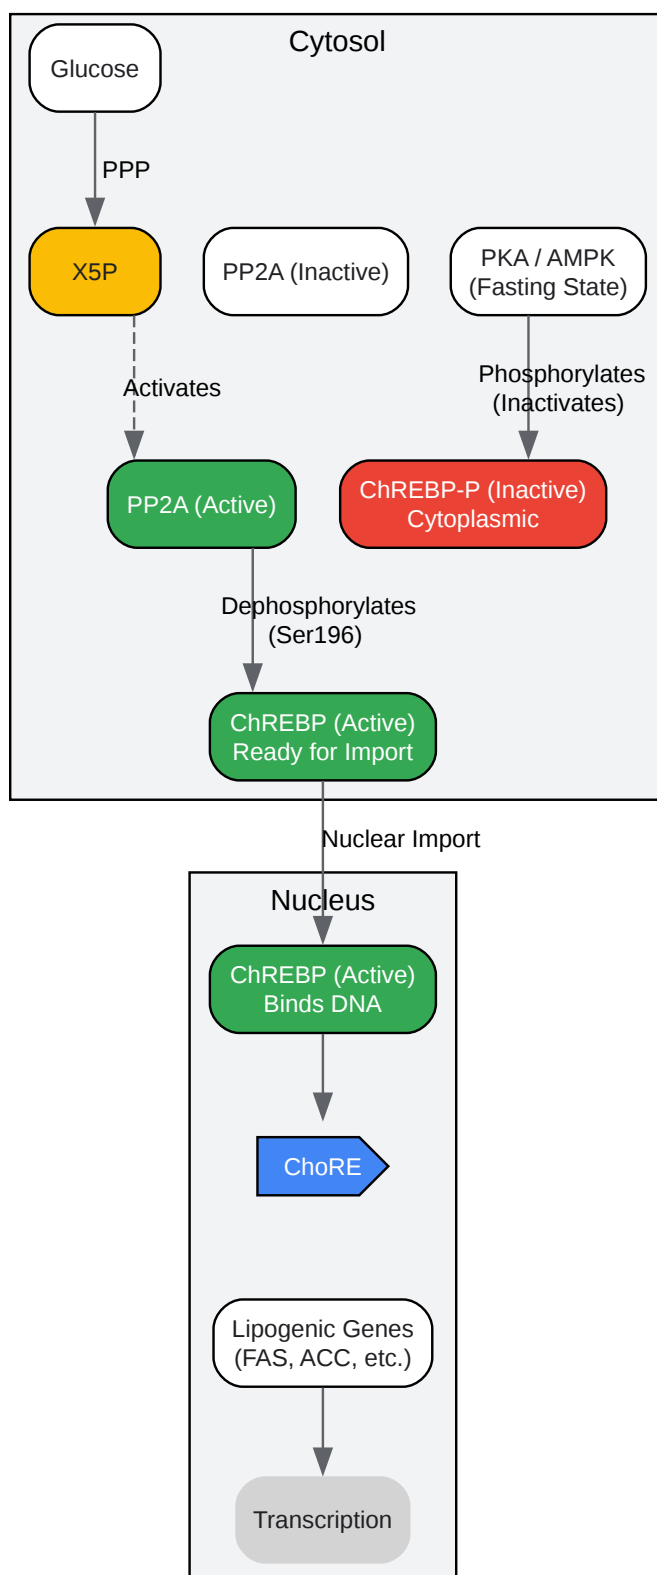 Cytosol
Glucose
PPP
X5P
PP2A (Inactive)
PKA / AMPK
(Fasting State)
Activates
Phosphorylates
(Inactivates)
PP2A (Active)
ChREBP-P (Inactive)
Cytoplasmic
Dephosphorylates
(Ser196)
ChREBP (Active)
Ready for Import
Nuclear Import
Nucleus
ChREBP (Active)
Binds DNA
ChoRE
Lipogenic Genes
(FAS, ACC, etc.)
Transcription